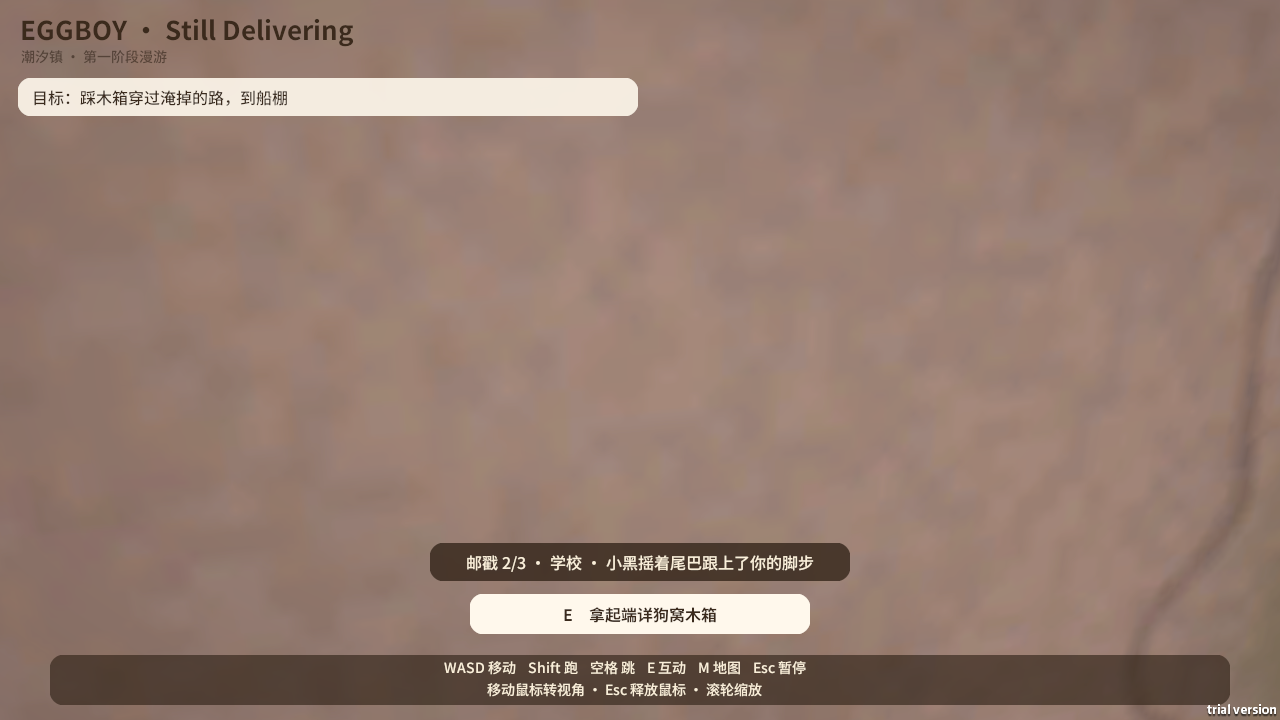 EGGBOY · Still Delivering
潮汐镇 · 第一阶段漫游
目标：踩木箱穿过淹掉的路，到船棚
邮戳 2/3 · 学校 · 小黑摇着尾巴跟上了你的脚步
E 拿起端详狗窝木箱
WASD 移动 Shift 跑 空格 跳 E 互动 M 地图 Esc 暂停
移动鼠标转视角 · Esc 释放鼠标 · 滚轮缩放
trial version